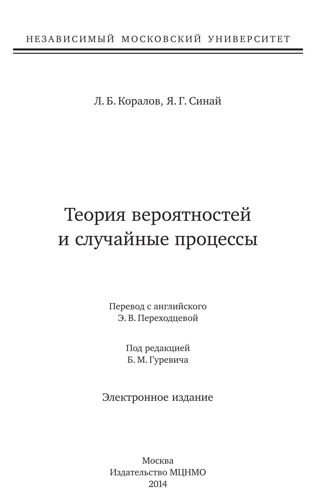 НЕЗАВИСИМЫЙ МОСКОВСКИЙ УНИВЕРСИТЕТ
Л. Б. Коралов, Я. Г. Синай
Теория вероятностей
и случайные процессы
Перевод с английского
Э. В. Переходцевой
Под редакцией
Б. М. Гуревича
Электронное издание
Москва
Издательство МЦНМО
2014